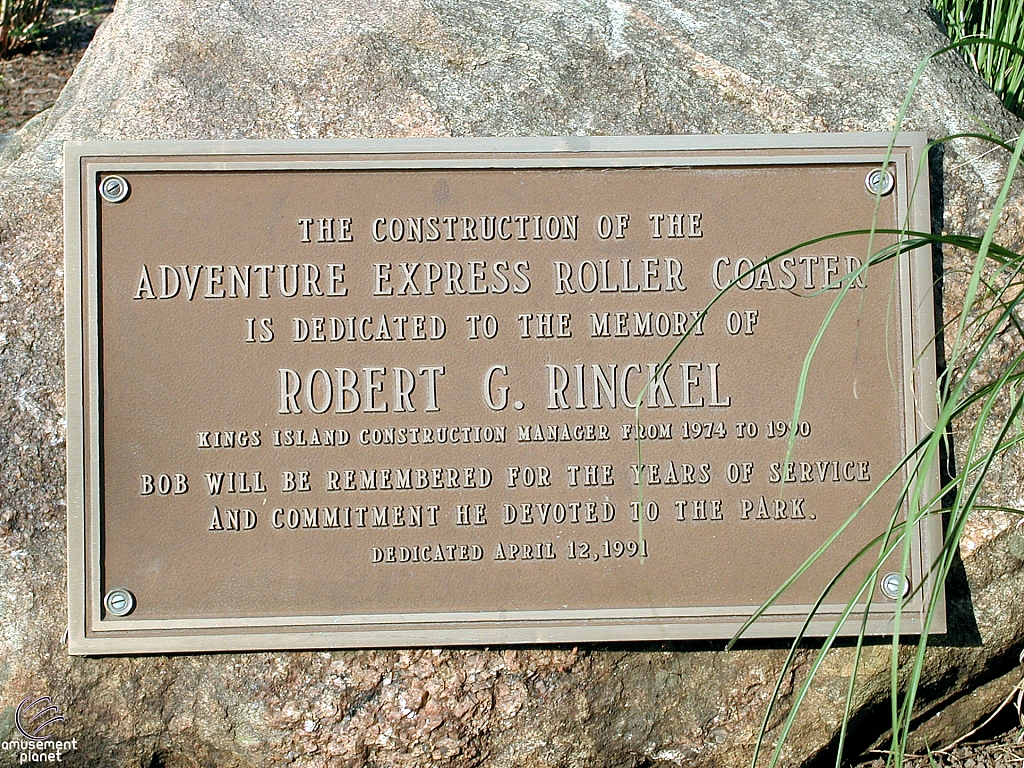 THE CONSTRUCTION OF THE
ADVENTURE EXPRESS ROLLER COASTER
IS DEDICATED TO THE MEMORY OF
ROBERT G. RINCKEL
KINGS ISLAND CONSTRUCTION MANAGER FROM 1974 TO 1990
BOB WILL BE REMEMBERED FOR THE YEARS OF SERVICE
AND COMMITMENT HE DEVOTED TO THE PARK.
DEDICATED APRIL 12, 1991
amusement
planet